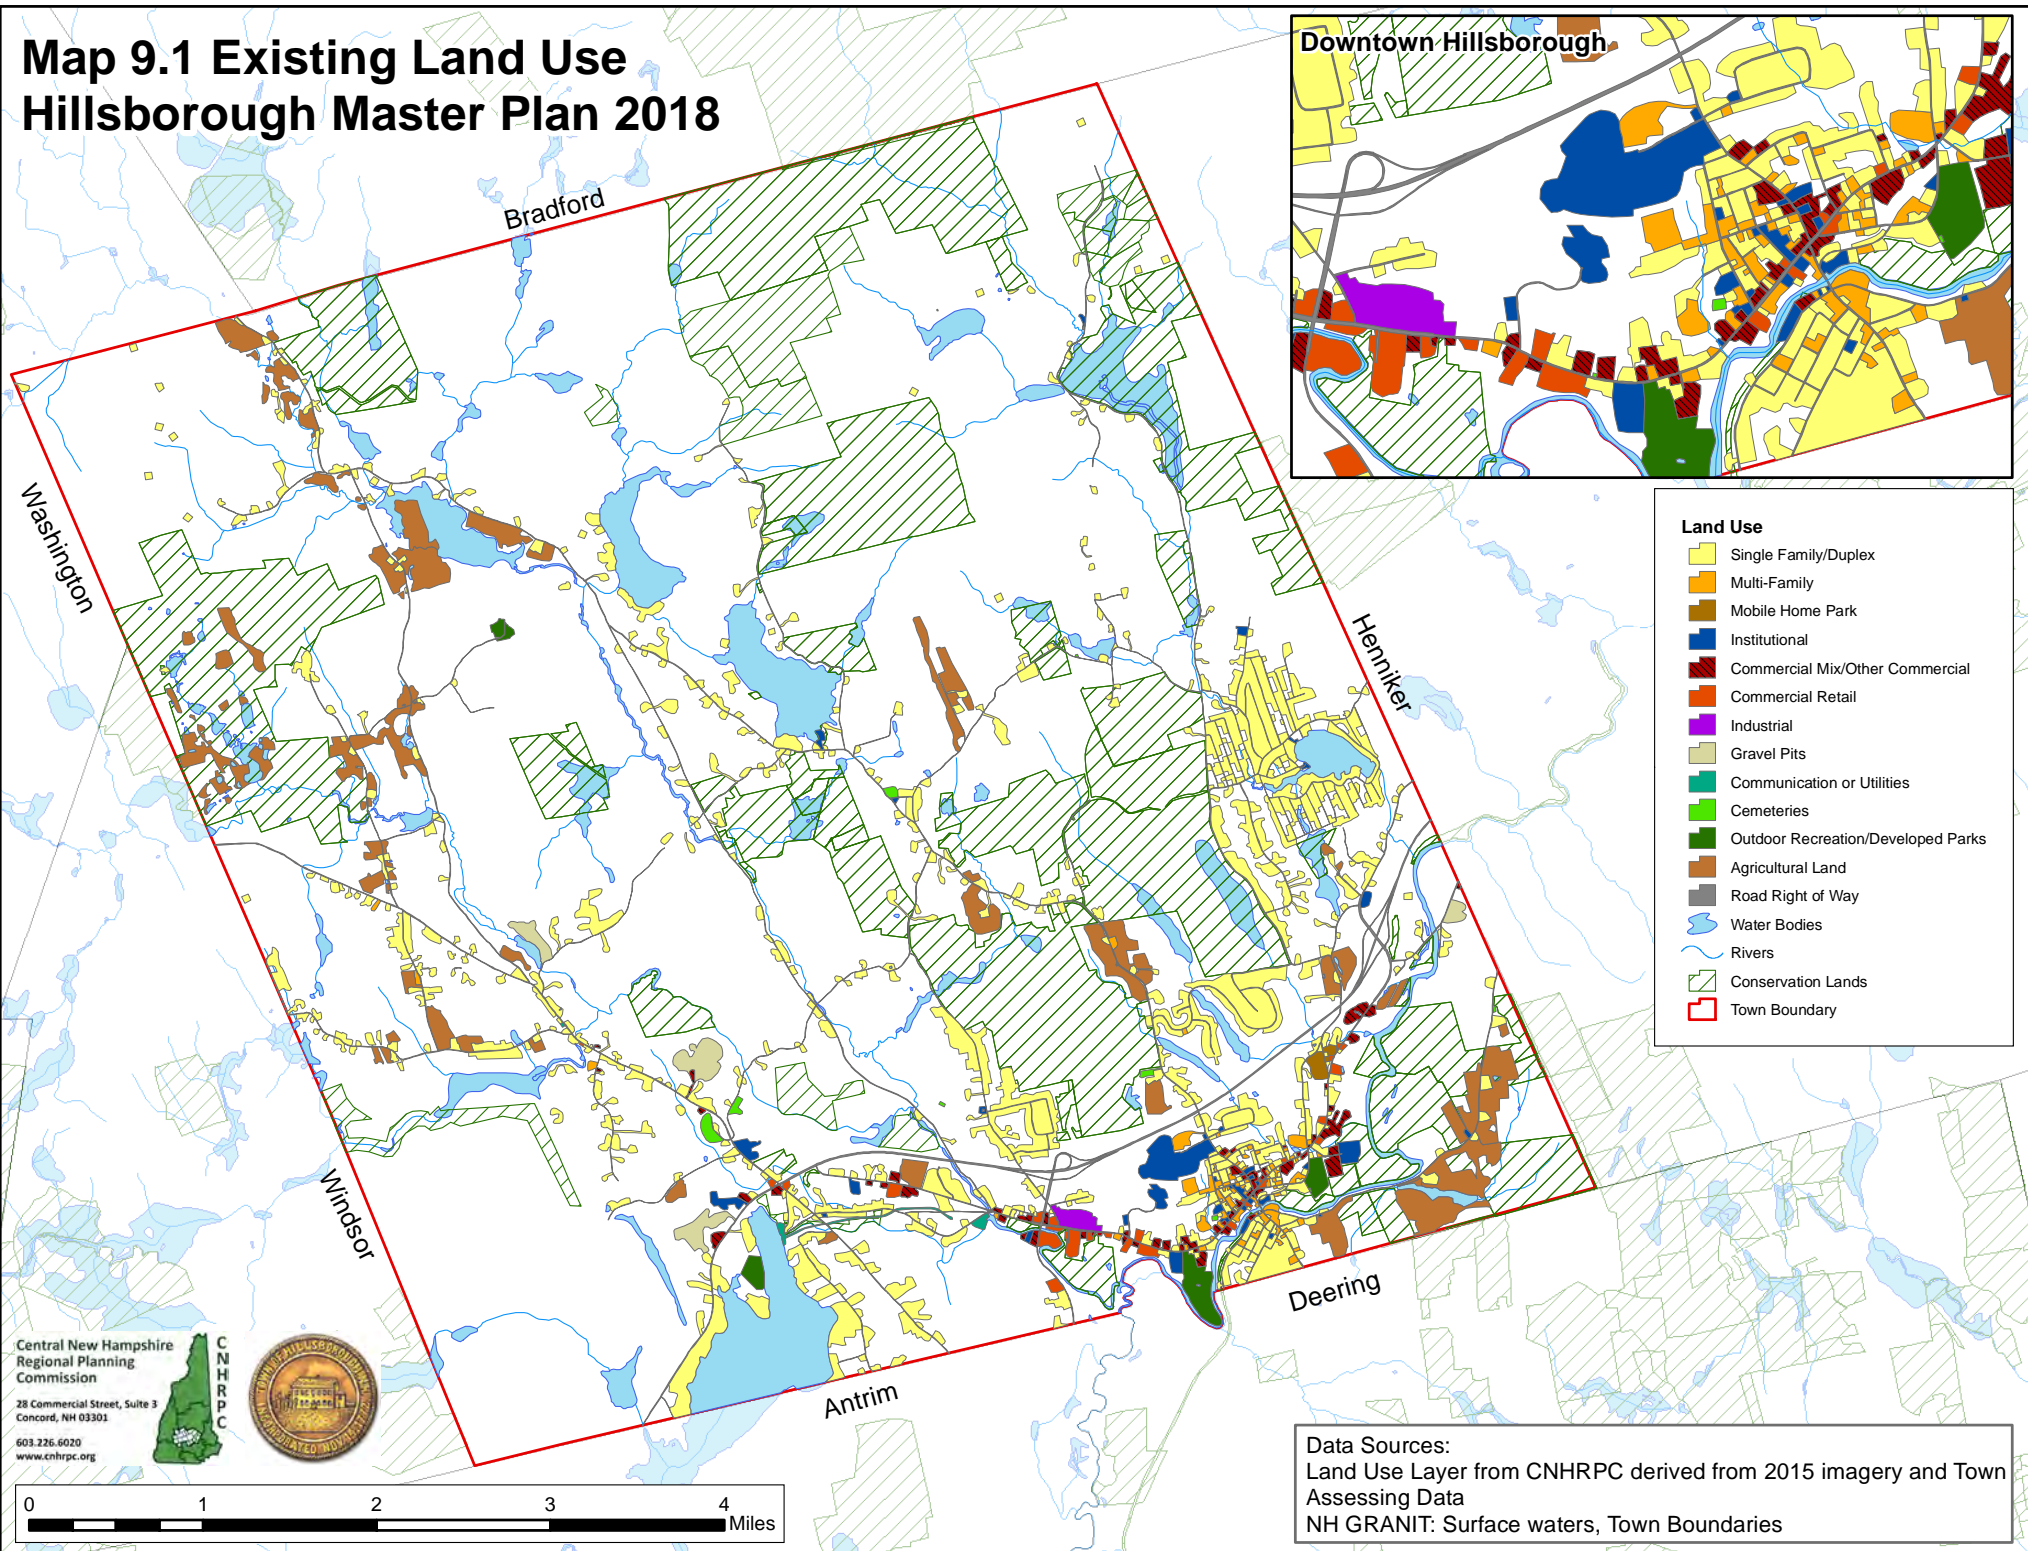 Map 9.1 Existing Land Use
Hillsborough Master Plan 2018
Downtown Hillsborough
Bradford
Washington
Henniker
Windsor
Deering
Antrim
Land Use
Single Family/Duplex
Multi-Family
Mobile Home Park
Institutional
Commercial Mix/Other Commercial
Commercial Retail
Industrial
Gravel Pits
Communication or Utilities
Cemeteries
Outdoor Recreation/Developed Parks
Agricultural Land
Road Right of Way
Water Bodies
Rivers
Conservation Lands
Town Boundary
Central New Hampshire
Regional Planning
Commission
28 Commercial Street, Suite 3
Concord, NH 03301
603.226.6020
www.cnhrpc.org
CNHRPC
TOWN OF HILLSBOROUGH
INCORPORATED NOV
0 1 2 3 4
Miles
Data Sources:
Land Use Layer from CNHRPC derived from 2015 imagery and Town
Assessing Data
NH GRANIT: Surface waters, Town Boundaries